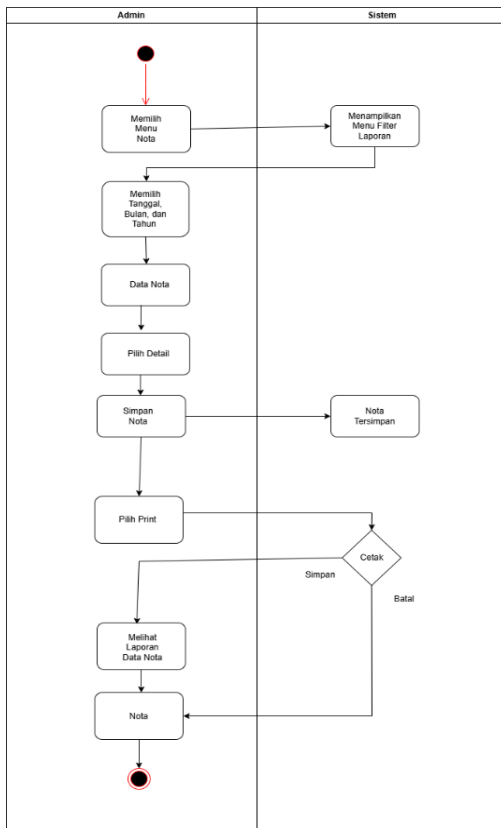 Admin
Sistem
Memilih
Menu
Nota
Menampilkan
Menu Filter
Laporan
Memilih
Tanggal,
Bulan, dan
Tahun
Data Nota
Pilih Detail
Simpan
Nota
Nota
Tersimpan
Pilih Print
Cetak
Simpan
Batal
Melihat
Laporan
Data Nota
Nota